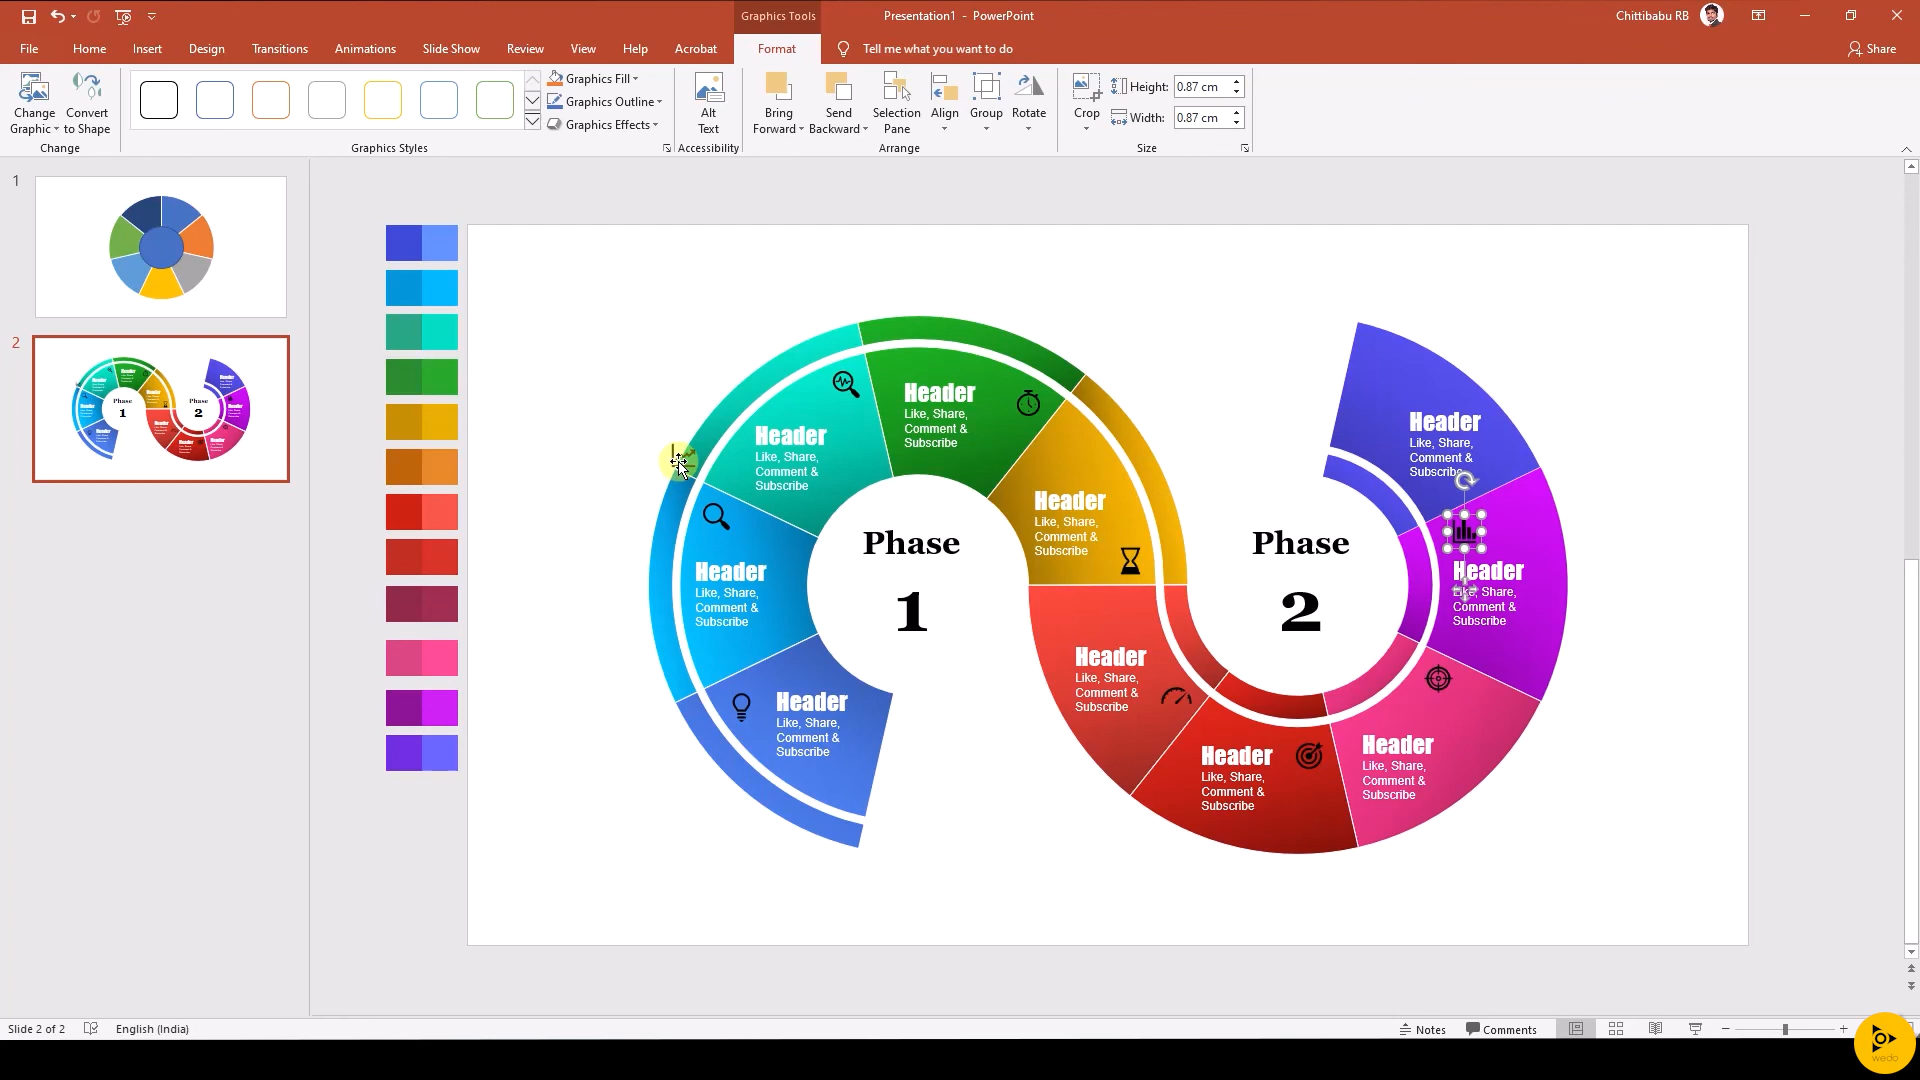 Graphics Tools
Presentation1 - PowerPoint
Chittibabu RB
File Home Insert Design Transitions Animations Slide Show Review View Help Acrobat Format Tell me what you want to do Share
Change Graphic
Convert to Shape
Change
Graphics Fill
Graphics Outline
Graphics Effects
Graphics Styles
Alt Text
Accessibility
Bring Forward
Send Backward
Selection Pane
Align
Group
Rotate
Arrange
Crop
Height: 0.87 cm
Width: 0.87 cm
Size
1
2
Header
Like, Share,
Comment &
Subscribe
Header
Like, Share,
Comment &
Subscribe
Header
Like, Share,
Comment &
Subscribe
Header
Like, Share,
Comment &
Subscribe
Header
Like, Share,
Comment &
Subscribe
Phase
1
Header
Like, Share,
Comment &
Subscribe
Header
Like, Share,
Comment &
Subscribe
Header
Like, Share,
Comment &
Subscribe
Header
Like, Share,
Comment &
Subscribe
Header
Like, Share,
Comment &
Subscribe
Phase
2
Slide 2 of 2 English (India) Notes Comments
wedo